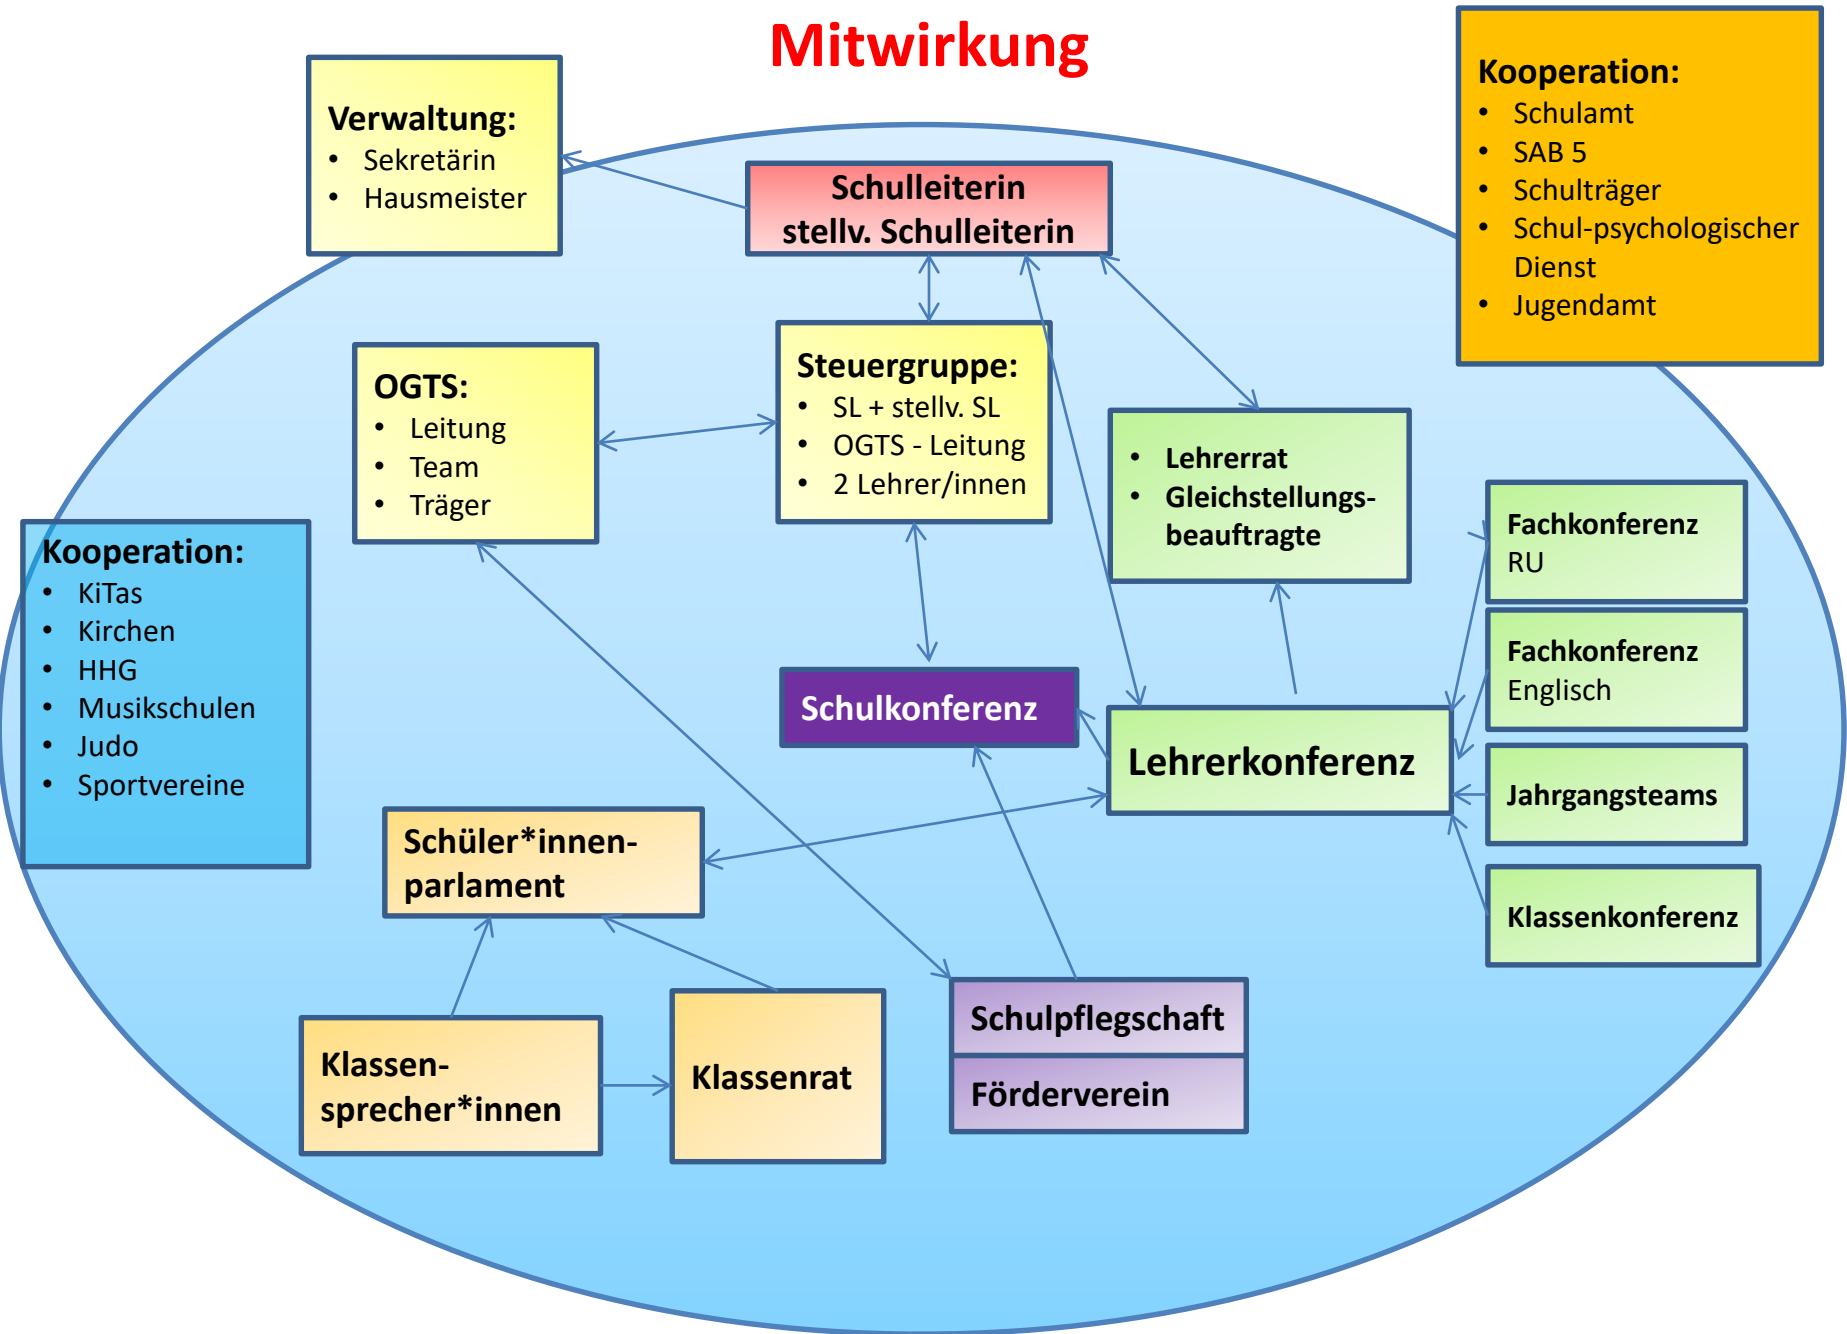 Mitwirkung
Verwaltung:
• Sekretärin
• Hausmeister
Kooperation:
• Schulamt
• SAB 5
• Schulträger
• Schul-psychologischer
Dienst
• Jugendamt
Schulleiterin
stellv. Schulleiterin
OGTS:
• Leitung
• Team
• Träger
Steuergruppe:
• SL + stellv. SL
• OGTS - Leitung
• 2 Lehrer/innen
• Lehrerrat
• Gleichstellungs-
beauftragte
Fachkonferenz
RU
Kooperation:
• KiTas
• Kirchen
• HHG
• Musikschulen
• Judo
• Sportvereine
Fachkonferenz
Englisch
Schulkonferenz
Lehrerkonferenz
Jahrgangsteams
Schüler*innen-
parlament
Klassenkonferenz
Klassen-
sprecher*innen
Klassenrat
Schulpflegschaft
Förderverein